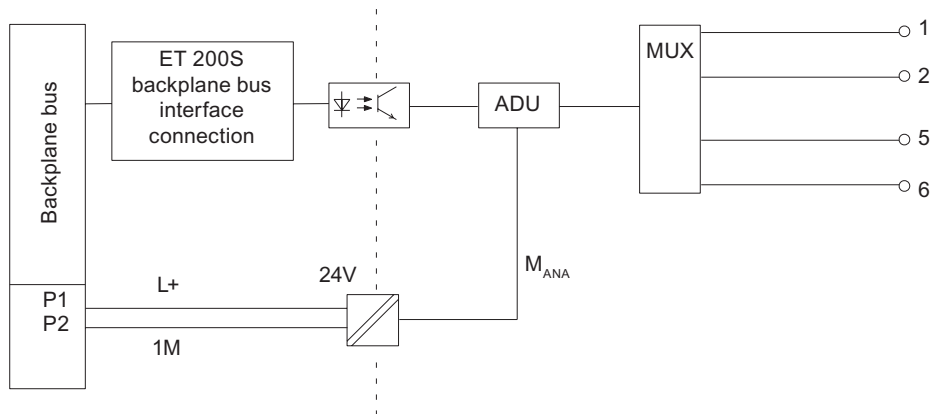 Backplane bus
ET 200S
backplane bus
interface
connection
ADU
MUX
1
2
5
6
P1
P2
L+
1M
24V
MANA